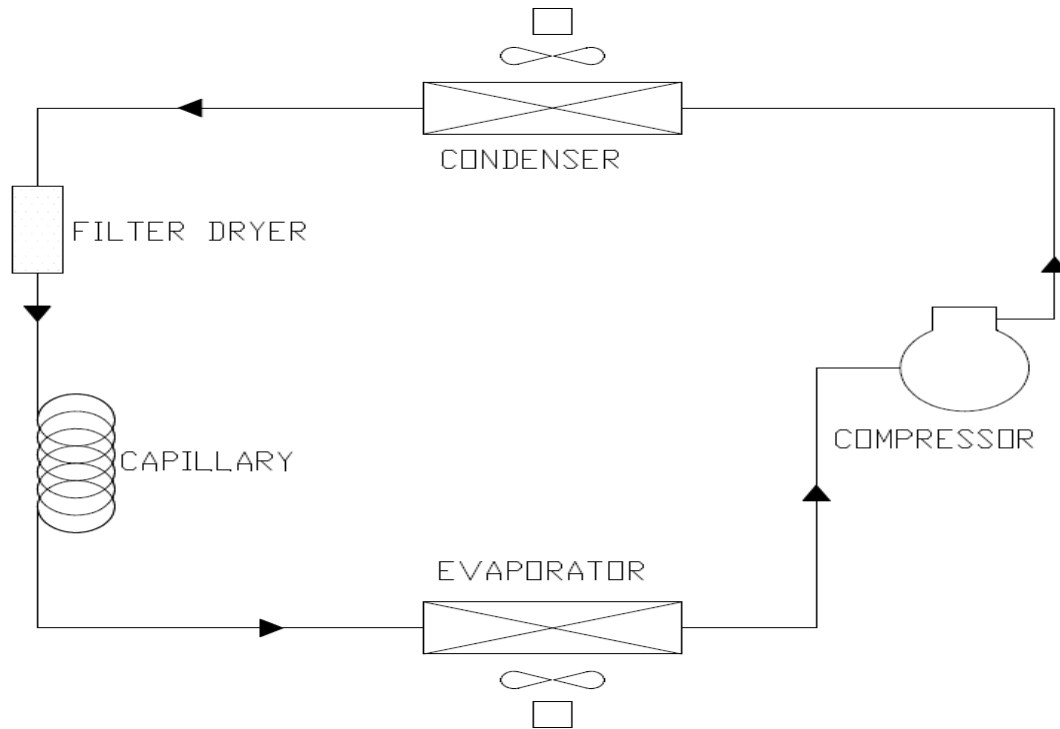 CONDENSER
FILTER DRYER
COMPRESSOR
CAPILLARY
EVAPORATOR